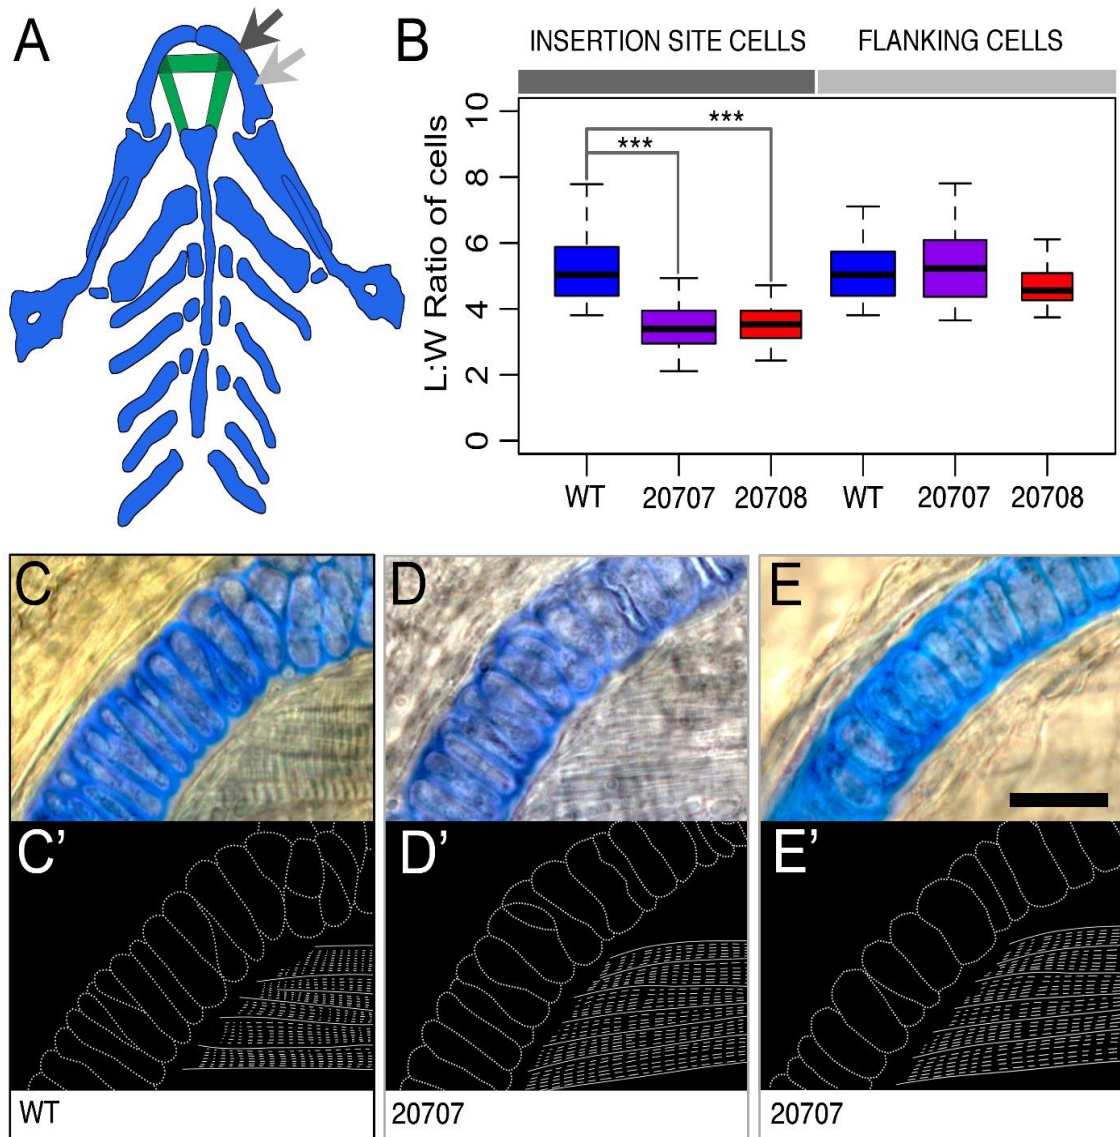 A
B
INSERTION SITE CELLS FLANKING CELLS
L:W Ratio of cells
10
8
6
4
2
0
***
***
WT 20707 20708 WT 20707 20708
C D E
C' D' E'
WT 20707 20707